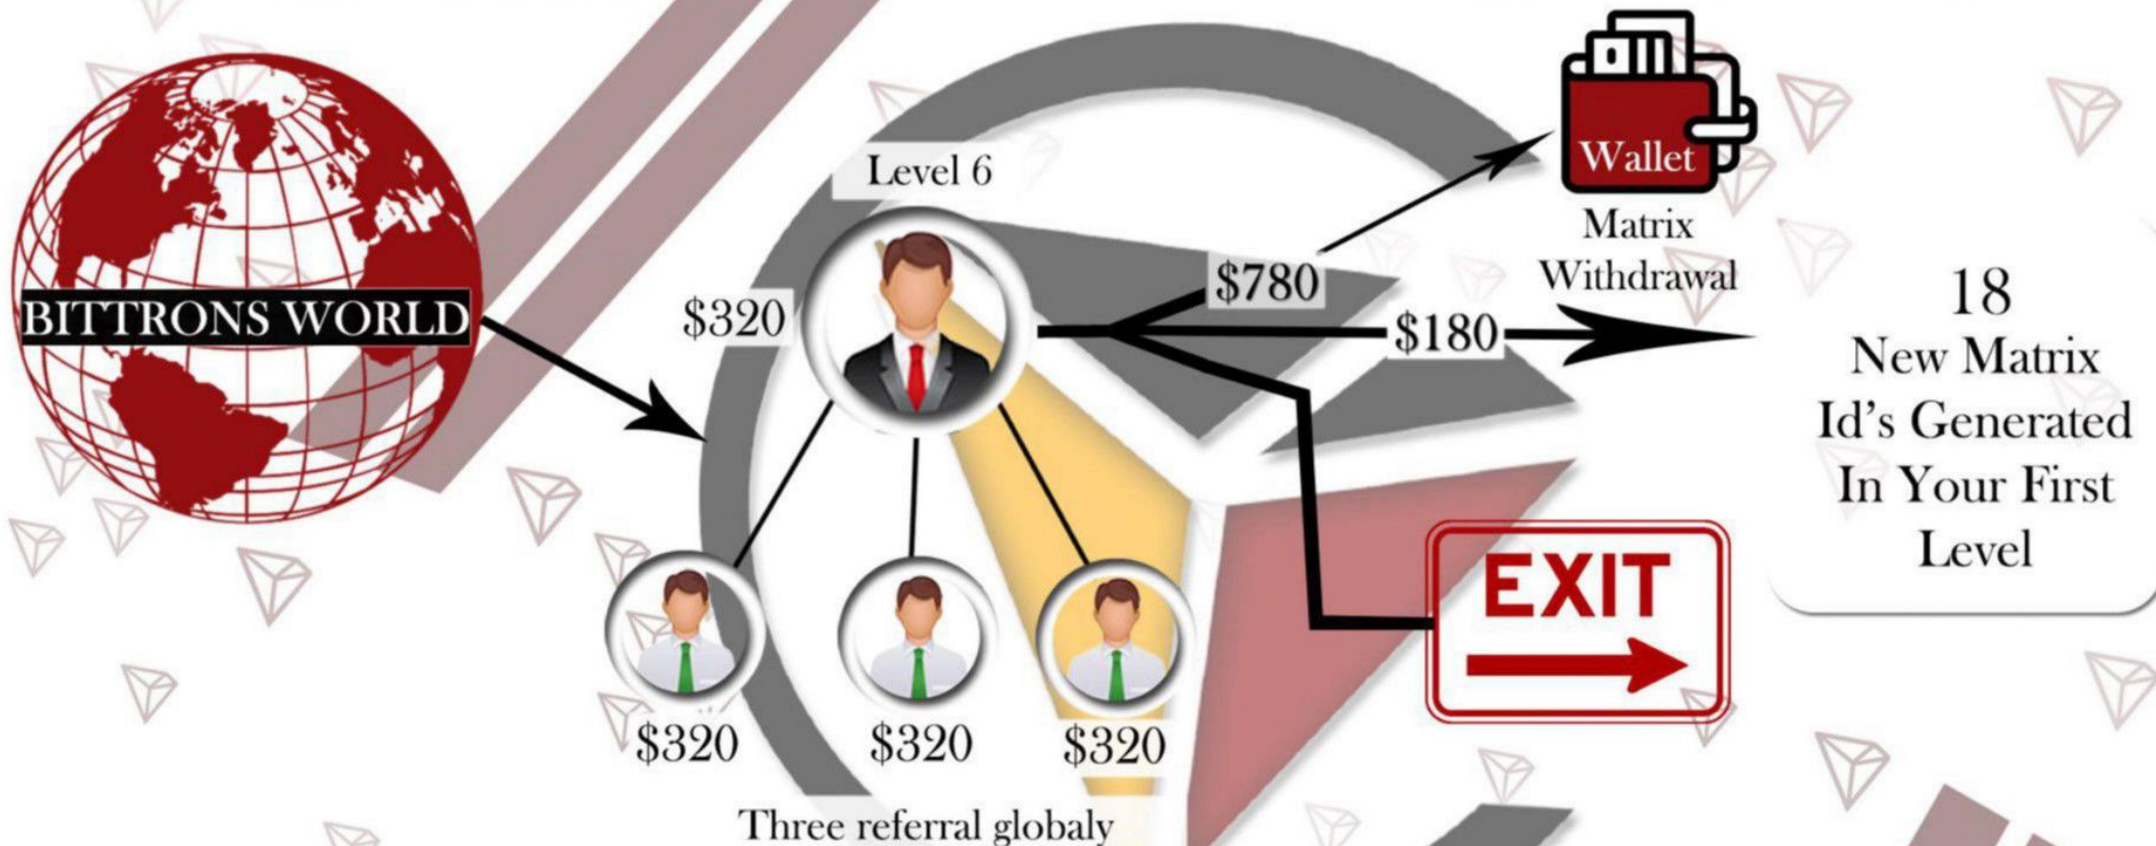 BITTRONS WORLD
Level 6
$320
$780
$180
Wallet
Matrix
Withdrawal
18
New Matrix
Id's Generated
In Your First
Level
EXIT
$320
$320
$320
Three referral globaly